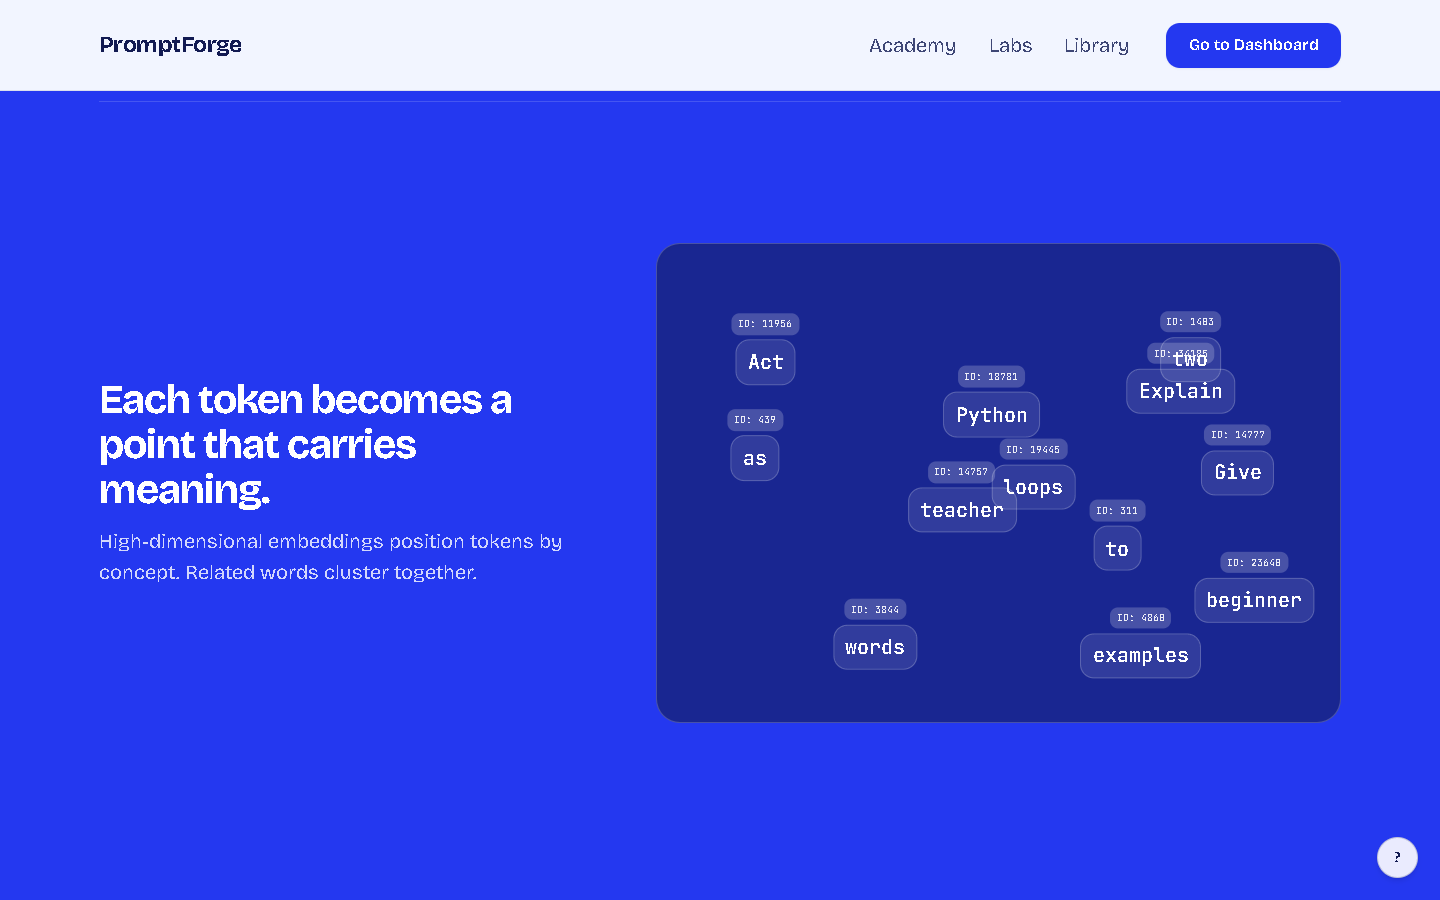 PromptForge
Academy
Labs
Library
Go to Dashboard
Each token becomes a
point that carries
meaning.
High-dimensional embeddings position tokens by
concept. Related words cluster together.
ID: 11956
Act
ID: 439
as
ID: 18781
Python
ID: 19445
loops
ID: 14757
teacher
ID: 1483
two
ID:
Explain
ID: 14777
Give
ID: 311
to
ID: 23648
beginner
ID: 4868
examples
ID: 3844
words
?